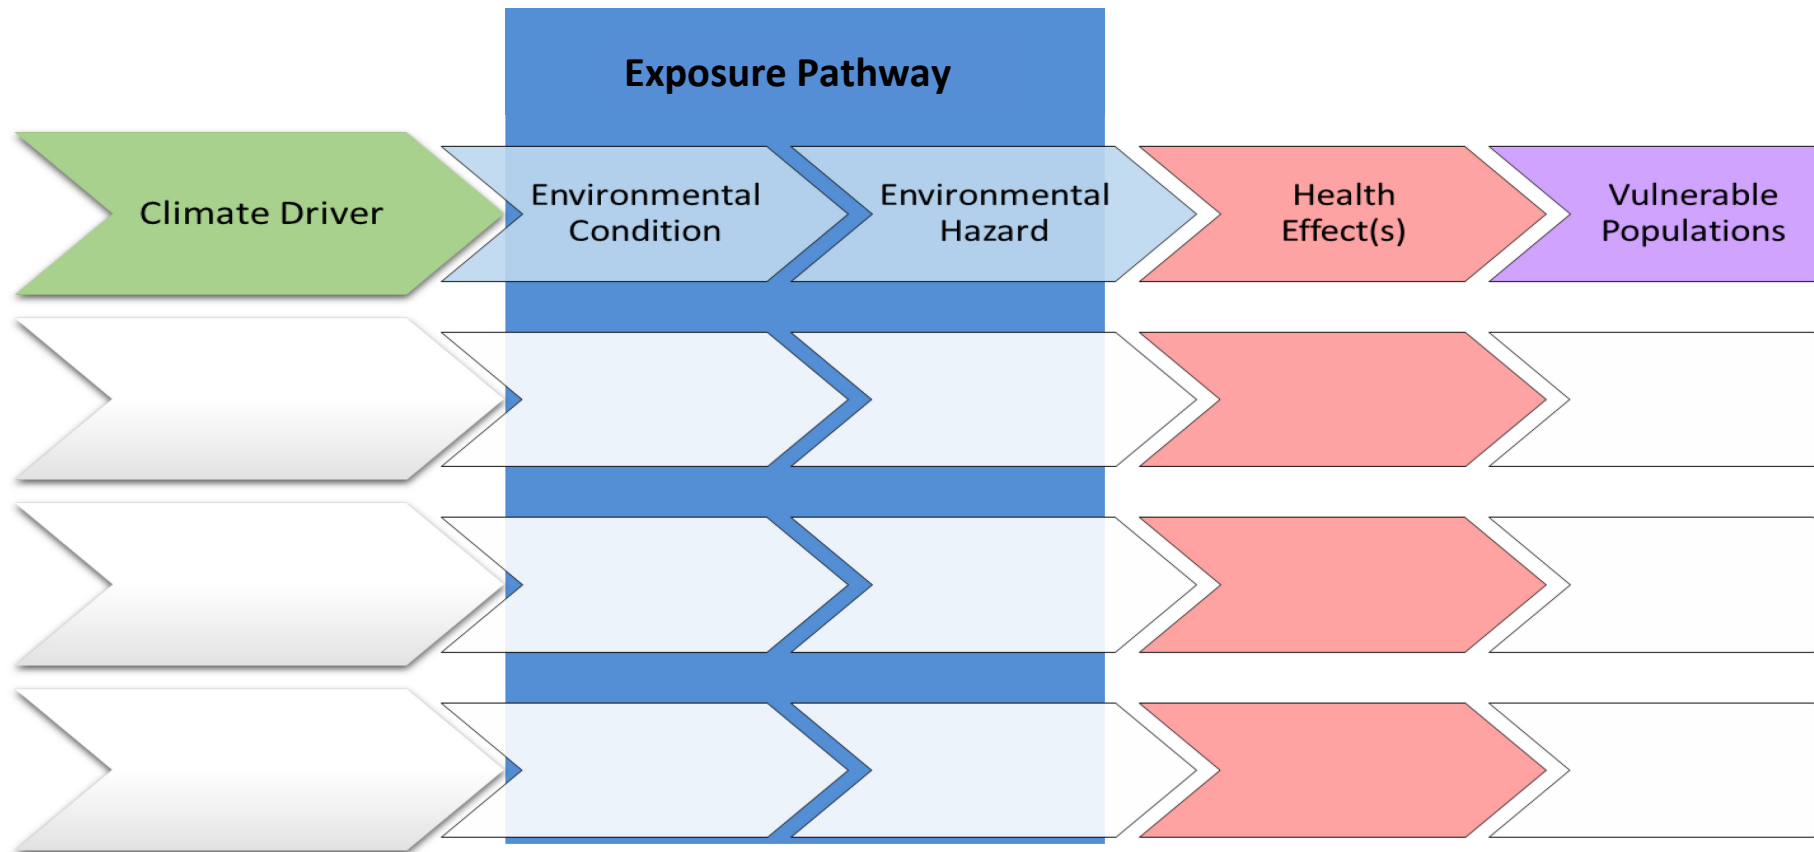 Exposure Pathway
Climate Driver
Environmental
Condition
Environmental
Hazard
Health
Effect(s)
Vulnerable
Populations